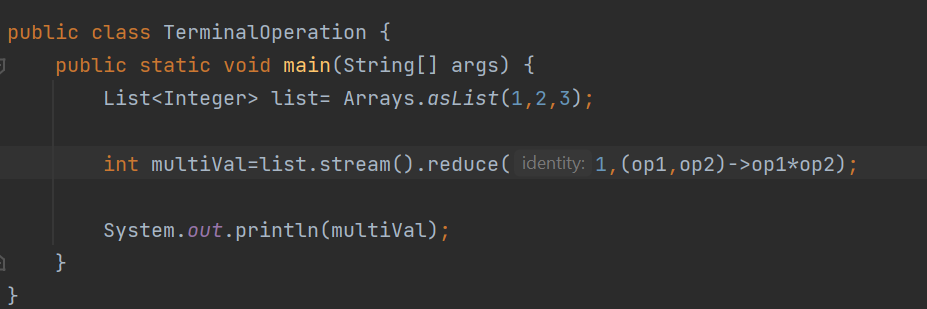 public class TerminalOperation {
    public static void main(String[] args) {
        List<Integer> list= Arrays.asList(1,2,3);
        int multiVal=list.stream().reduce( identity: 1,(op1,op2)->op1*op2);
        System.out.println(multiVal);
    }
}